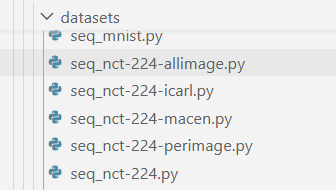 datasets
seq_mnist.py
seq_nct-224-allimage.py
seq_nct-224-icarl.py
seq_nct-224-macen.py
seq_nct-224-perimage.py
seq_nct-224.py